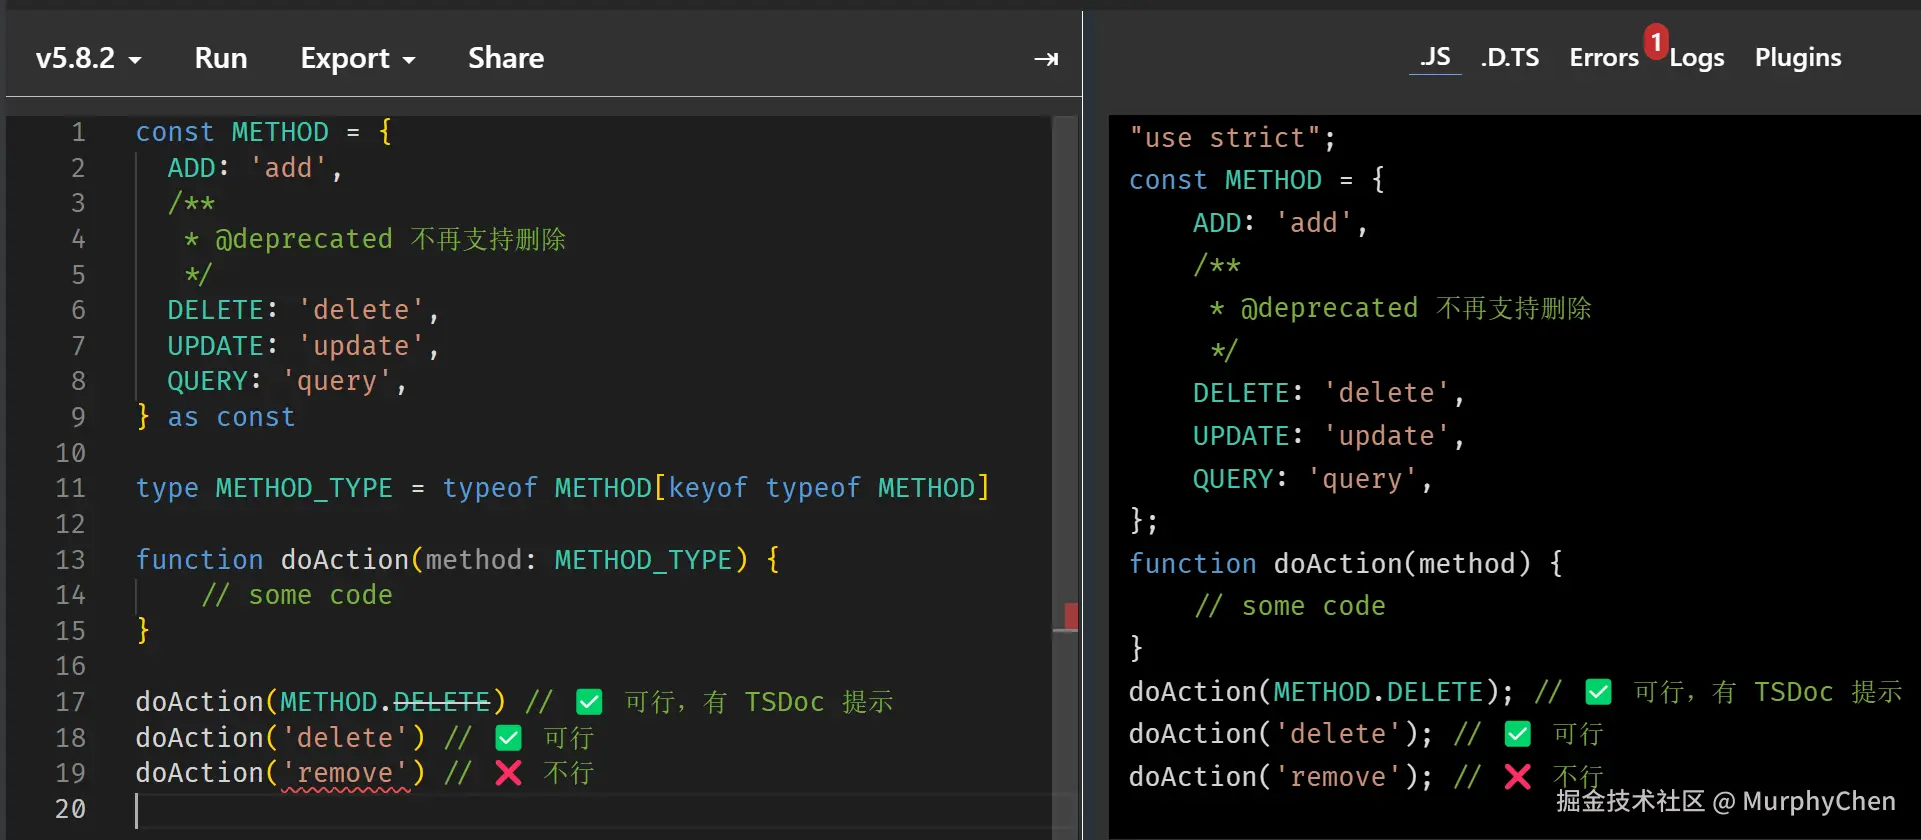 v5.8.2 Run Export Share
1 const METHOD = {
2 ADD: 'add',
3 /**
4 * @deprecated 不再支持删除
5 */
6 DELETE: 'delete',
7 UPDATE: 'update',
8 QUERY: 'query',
9 } as const
10
11 type METHOD_TYPE = typeof METHOD[keyof typeof METHOD]
12
13 function doAction(method: METHOD_TYPE) {
14 // some code
15 }
16
17 doAction(METHOD.DELETE) // ✅ 可行，有 TSDoc 提示
18 doAction('delete') // ✅ 可行
19 doAction('remove') // ❌ 不行
20
.JS .D.TS Errors 1 Logs Plugins
"use strict";
const METHOD = {
ADD: 'add',
/**
* @deprecated 不再支持删除
*/
DELETE: 'delete',
UPDATE: 'update',
QUERY: 'query',
};
function doAction(method) {
// some code
}
doAction(METHOD.DELETE); // ✅ 可行，有 TSDoc 提示
doAction('delete'); // ✅ 可行
doAction('remove'); // ❌ 不行
掘金技术社区 @ MurphyChen